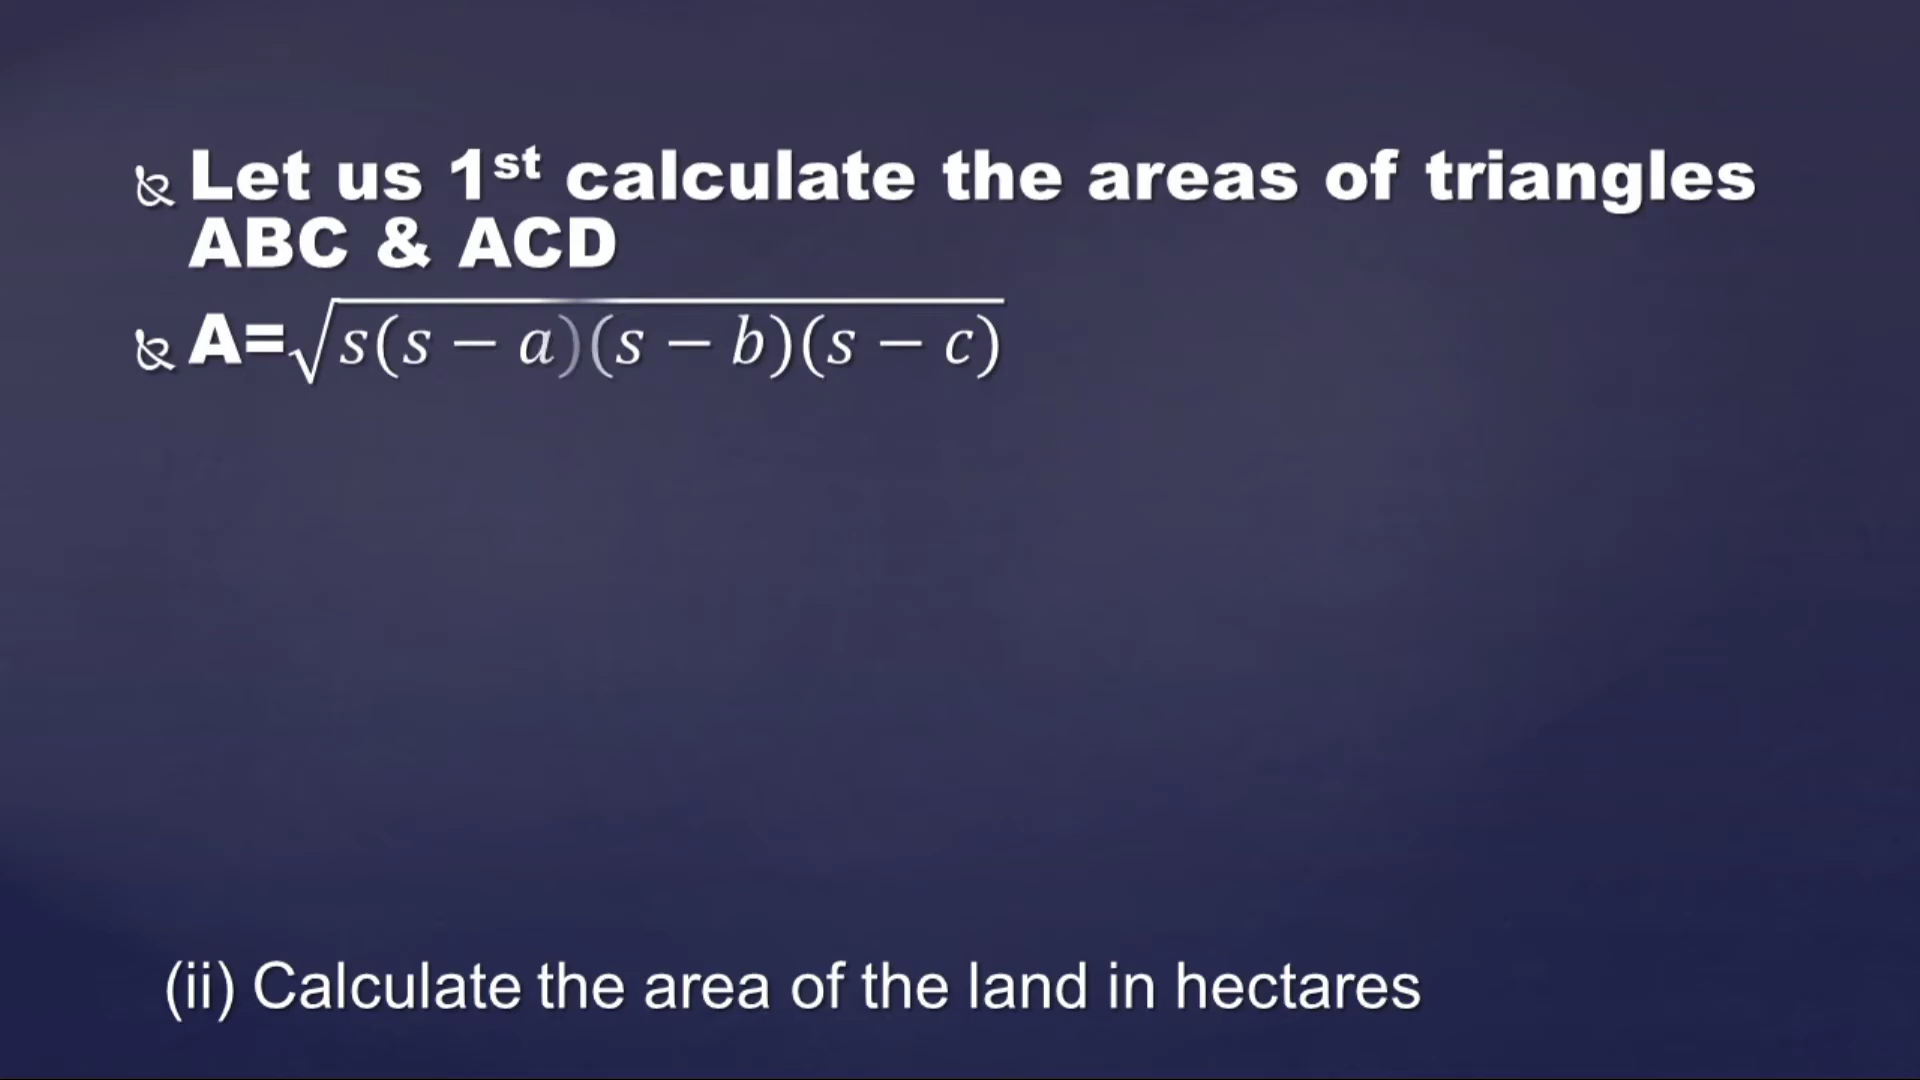 Let us 1st calculate the areas of triangles
ABC & ACD
A=√s(s − a)(s − b)(s − c)
(ii) Calculate the area of the land in hectares